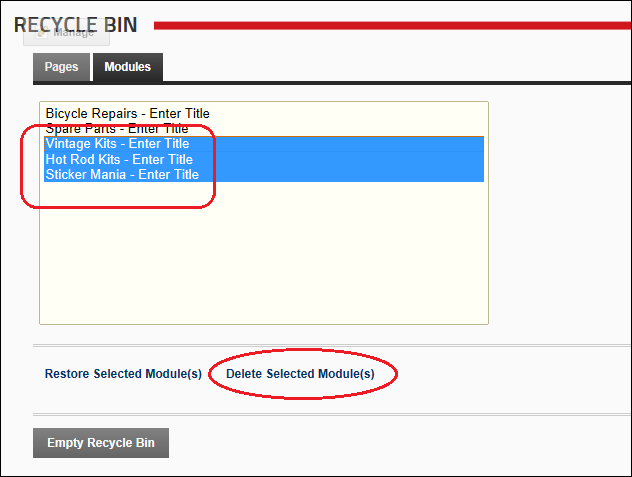 RECYCLE BIN
Manage
Pages
Modules
Bicycle Repairs - Enter Title
Spare Parts - Enter Title
Vintage Kits - Enter Title
Hot Rod Kits - Enter Title
Sticker Mania - Enter Title
Restore Selected Module(s)
Delete Selected Module(s)
Empty Recycle Bin